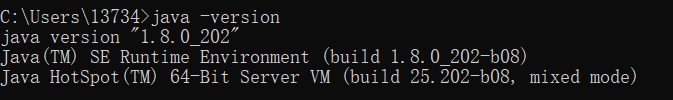 C:\Users\13734>java -version
java version "1.8.0_202"
Java(TM) SE Runtime Environment (build 1.8.0_202-b08)
Java HotSpot(TM) 64-Bit Server VM (build 25.202-b08, mixed mode)